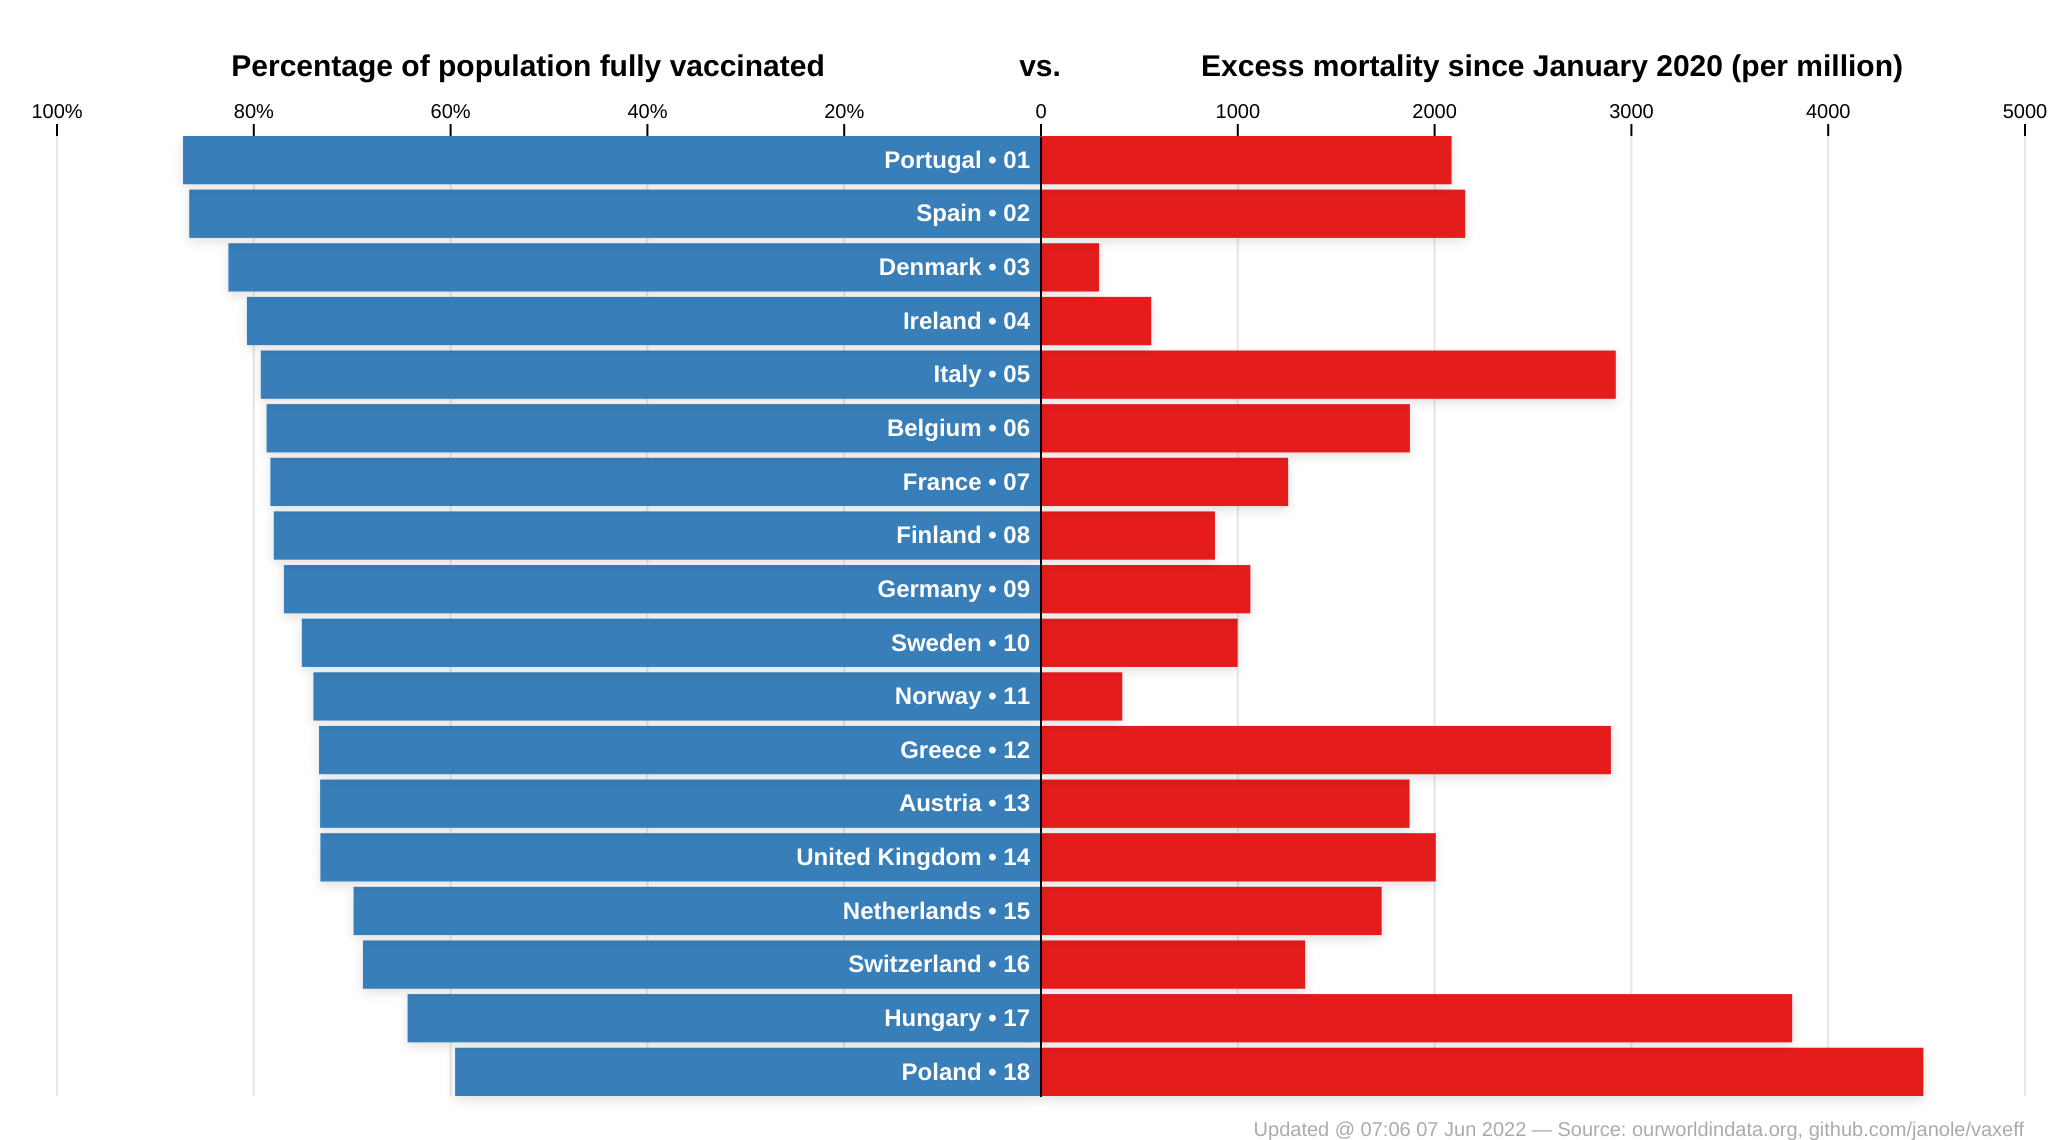 Percentage of population fully vaccinated vs. Excess mortality since January 2020 (per million)
100% 80% 60% 40% 20% 0 1000 2000 3000 4000 5000
Portugal • 01
Spain • 02
Denmark • 03
Ireland • 04
Italy • 05
Belgium • 06
France • 07
Finland • 08
Germany • 09
Sweden • 10
Norway • 11
Greece • 12
Austria • 13
United Kingdom • 14
Netherlands • 15
Switzerland • 16
Hungary • 17
Poland • 18
Updated @ 07:06 07 Jun 2022 — Source: ourworldindata.org, github.com/janole/vaxeff